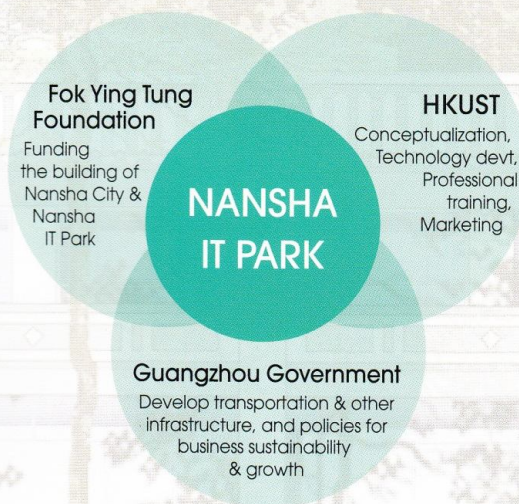 Fok Ying Tung
Foundation
Funding
the building of
Nansha City &
Nansha
IT Park
HKUST
Conceptualization,
Technology devt,
Professional
training,
Marketing
NANSHA
IT PARK
Guangzhou Government
Develop transportation & other
infrastructure, and policies for
business sustainability
& growth